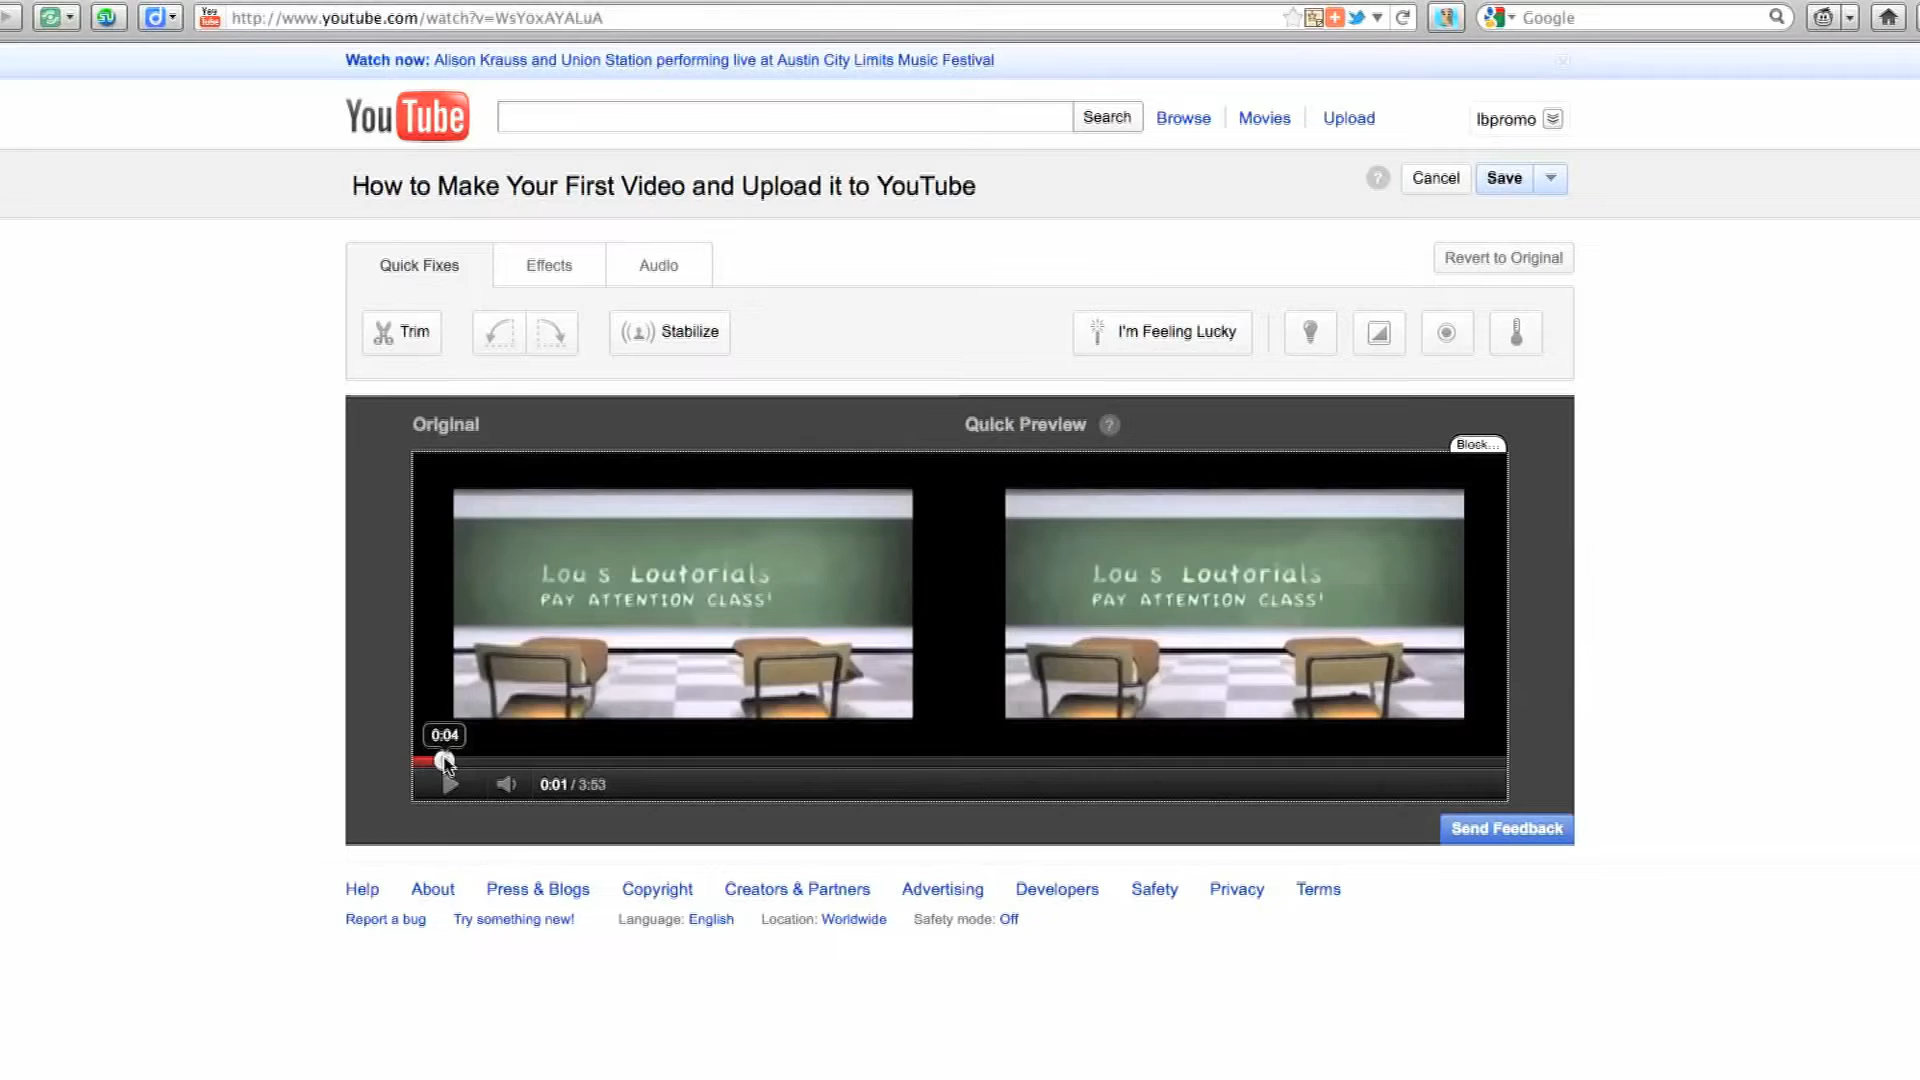 You Tube http://www.youtube.com/watch?v=WsYoxAYALuA Google
Watch now: Alison Krauss and Union Station performing live at Austin City Limits Music Festival
You Tube Search Browse Movies Upload lbpromo
How to Make Your First Video and Upload it to YouTube ? Cancel Save
Quick Fixes Effects Audio Revert to Original
Trim Stabilize I'm Feeling Lucky
Original Quick Preview ?
Block...
Lou s Loutorials
PAY ATTENTION CLASS!
Lou s Loutorials
PAY ATTENTION CLASS!
0:04
0:01 / 3:53
Send Feedback
Help About Press & Blogs Copyright Creators & Partners Advertising Developers Safety Privacy Terms
Report a bug Try something new! Language: English Location: Worldwide Safety mode: Off